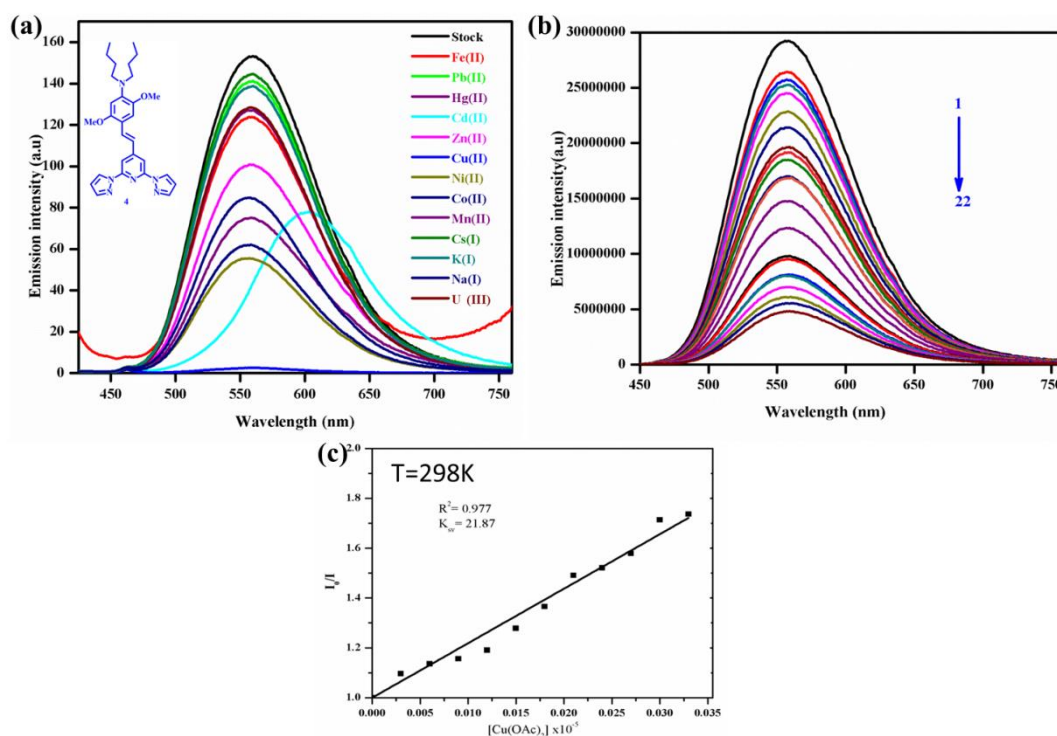 (a)
160
140
120
100
80
60
40
20
0
Emission intensity (a.u)
450
500
550
600
650
700
750
Wavelength (nm)
N
OMe
MeO
N
N
N
N
N
4
Stock
Fe(II)
Pb(II)
Hg(II)
Cd(II)
Zn(II)
Cu(II)
Ni(II)
Co(II)
Mn(II)
Cs(I)
K(I)
Na(I)
U (III)
(b)
30000000
25000000
20000000
15000000
10000000
5000000
0
Emission intensity(a.u)
450
500
550
600
650
700
750
Wavelength (nm)
1
22
(c)
2.0
1.8
1.6
1.4
1.2
1.0
I₀/I
T=298K
R²= 0.977
Kₛᵥ= 21.87
0.000
0.005
0.010
0.015
0.020
0.025
0.030
0.035
[Cu(OAc)₂] x10⁻⁵